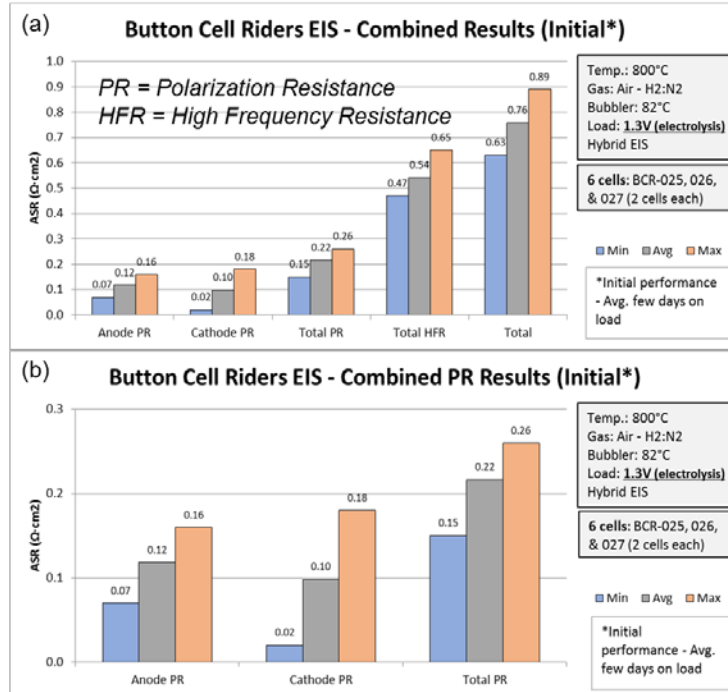 (a)
Button Cell Riders EIS - Combined Results (Initial*)
PR = Polarization Resistance
HFR = High Frequency Resistance
ASR (Ω·cm2)
1.0
0.9
0.8
0.7
0.6
0.5
0.4
0.3
0.2
0.1
0.0
0.07
0.12
0.16
0.02
0.10
0.18
0.15
0.22
0.26
0.47
0.54
0.65
0.63
0.76
0.89
Anode PR
Cathode PR
Total PR
Total HFR
Total
Temp.: 800°C
Gas: Air - H2:N2
Bubbler: 82°C
Load: 1.3V (electrolysis)
Hybrid EIS
6 cells: BCR-025, 026,
& 027 (2 cells each)
Min Avg Max
*Initial performance
- Avg. few days on
load
(b)
Button Cell Riders EIS - Combined PR Results (Initial*)
ASR (Ω·cm2)
0.3
0.2
0.1
0.0
0.07
0.12
0.16
0.02
0.10
0.18
0.15
0.22
0.26
Anode PR
Cathode PR
Total PR
Temp.: 800°C
Gas: Air - H2:N2
Bubbler: 82°C
Load: 1.3V (electrolysis)
Hybrid EIS
6 cells: BCR-025, 026,
& 027 (2 cells each)
Min Avg Max
*Initial
performance - Avg.
few days on load